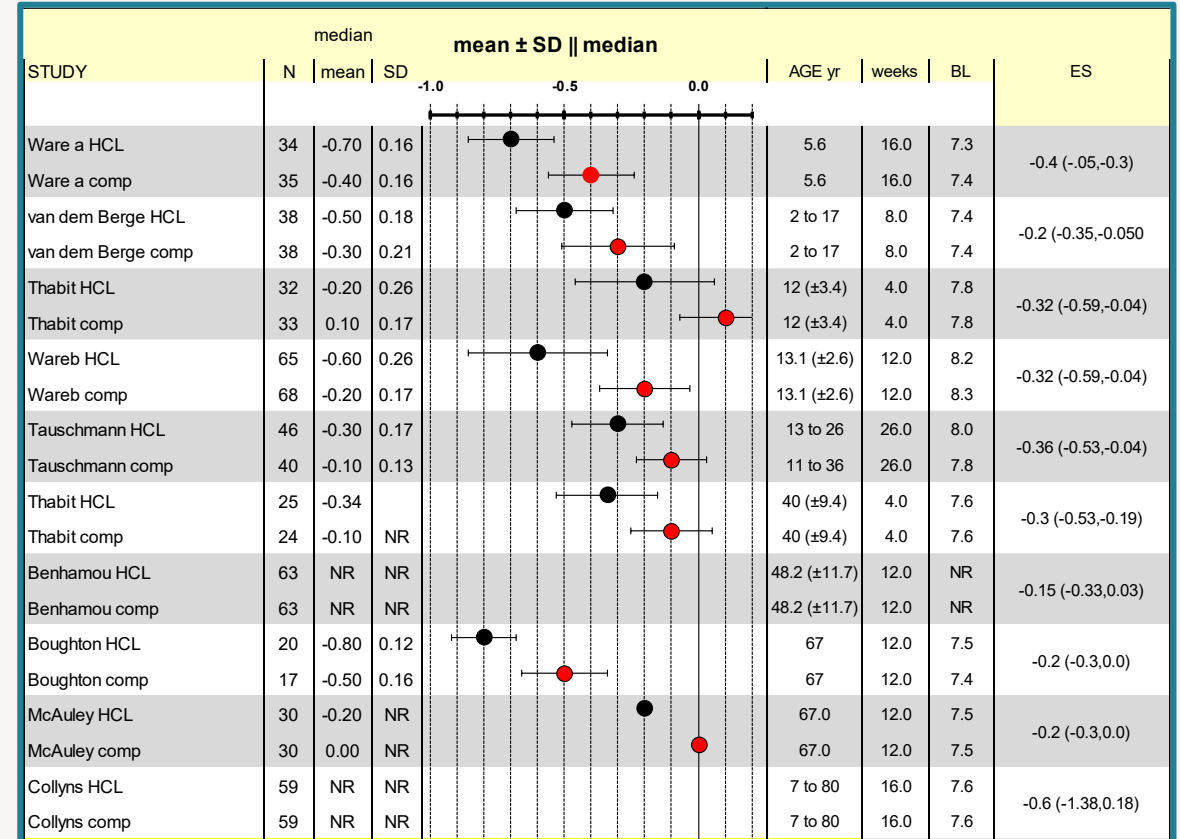 median
mean ± SD || median
STUDY N mean SD AGE yr weeks BL ES
-1.0 -0.5 0.0
Ware a HCL 34 -0.70 0.16 5.6 16.0 7.3
-0.4 (-.05,-0.3)
Ware a comp 35 -0.40 0.16 5.6 16.0 7.4
van dem Berge HCL 38 -0.50 0.18 2 to 17 8.0 7.4
-0.2 (-0.35,-0.050
van dem Berge comp 38 -0.30 0.21 2 to 17 8.0 7.4
Thabit HCL 32 -0.20 0.26 12 (±3.4) 4.0 7.8
-0.32 (-0.59,-0.04)
Thabit comp 33 0.10 0.17 12 (±3.4) 4.0 7.8
Wareb HCL 65 -0.60 0.26 13.1 (±2.6) 12.0 8.2
-0.32 (-0.59,-0.04)
Wareb comp 68 -0.20 0.17 13.1 (±2.6) 12.0 8.3
Tauschmann HCL 46 -0.30 0.17 13 to 26 26.0 8.0
-0.36 (-0.53,-0.04)
Tauschmann comp 40 -0.10 0.13 11 to 36 26.0 7.8
Thabit HCL 25 -0.34 40 (±9.4) 4.0 7.6
-0.3 (-0.53,-0.19)
Thabit comp 24 -0.10 NR 40 (±9.4) 4.0 7.6
Benhamou HCL 63 NR NR 48.2 (±11.7) 12.0 NR
-0.15 (-0.33,0.03)
Benhamou comp 63 NR NR 48.2 (±11.7) 12.0 NR
Boughton HCL 20 -0.80 0.12 67 12.0 7.5
-0.2 (-0.3,0.0)
Boughton comp 17 -0.50 0.16 67 12.0 7.4
McAuley HCL 30 -0.20 NR 67.0 12.0 7.5
-0.2 (-0.3,0.0)
McAuley comp 30 0.00 NR 67.0 12.0 7.5
Collyns HCL 59 NR NR 7 to 80 16.0 7.6
-0.6 (-1.38,0.18)
Collyns comp 59 NR NR 7 to 80 16.0 7.6